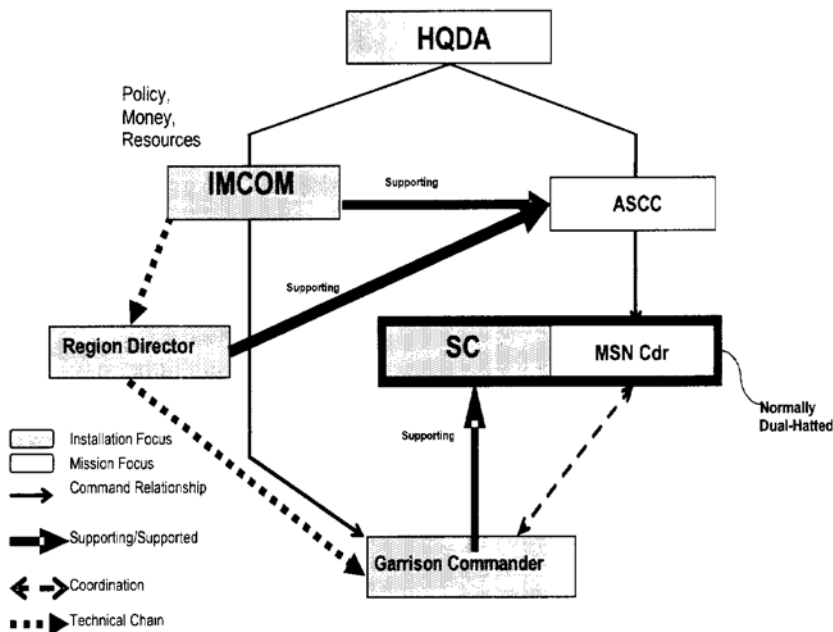 HQDA
Policy,
Money,
Resources
IMCOM
Supporting
ASCC
Supporting
Region Director
SC
MSN Cdr
Normally
Dual-Hatted
Supporting
Installation Focus
Mission Focus
Command Relationship
Supporting/Supported
Coordination
Technical Chain
Garrison Commander